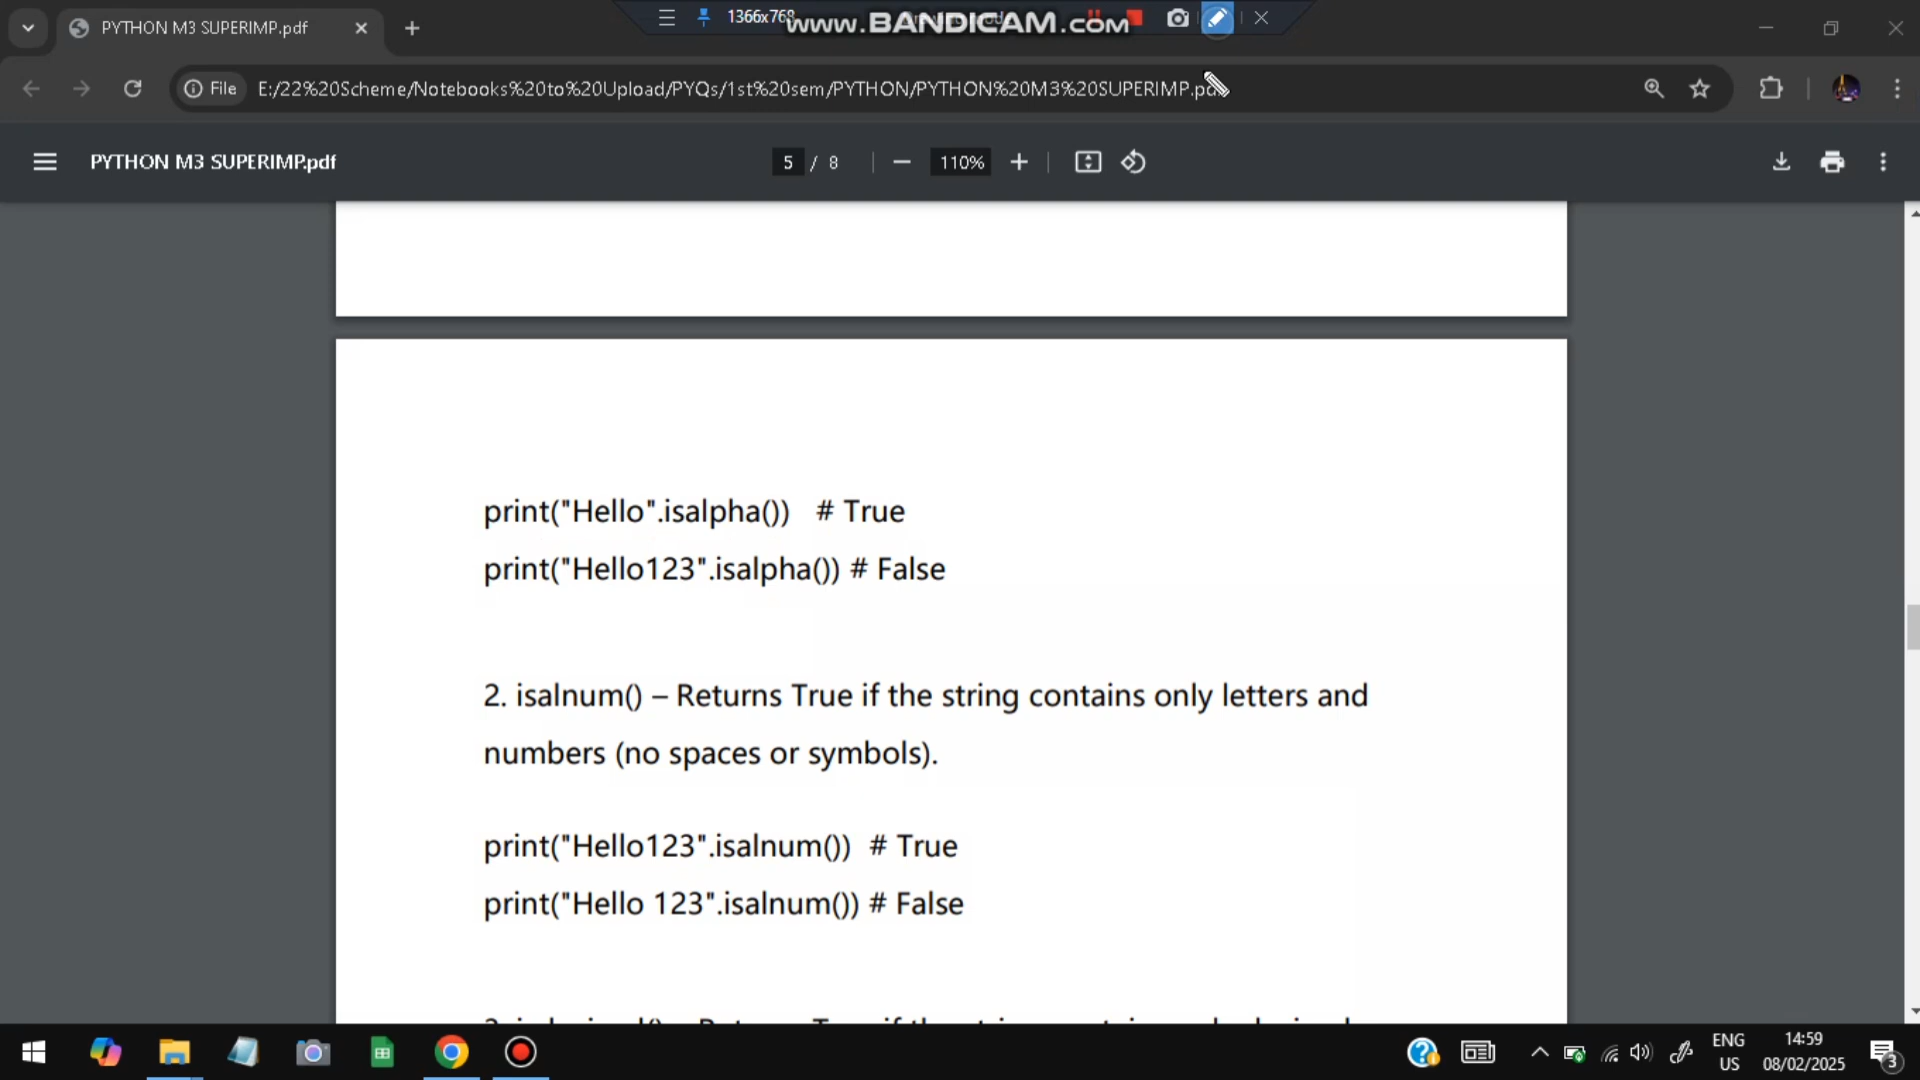 PYTHON M3 SUPERIMP.pdf
1366x768
www.BANDICAM.com
File
E:/22%20Scheme/Notebooks%20to%20Upload/PYQs/1st%20sem/PYTHON/PYTHON%20M3%20SUPERIMP.pdf
PYTHON M3 SUPERIMP.pdf
5 / 8
110%
print("Hello".isalpha()) # True
print("Hello123".isalpha()) # False
2. isalnum() – Returns True if the string contains only letters and
numbers (no spaces or symbols).
print("Hello123".isalnum()) # True
print("Hello 123".isalnum()) # False
ENG
US
14:59
08/02/2025
3